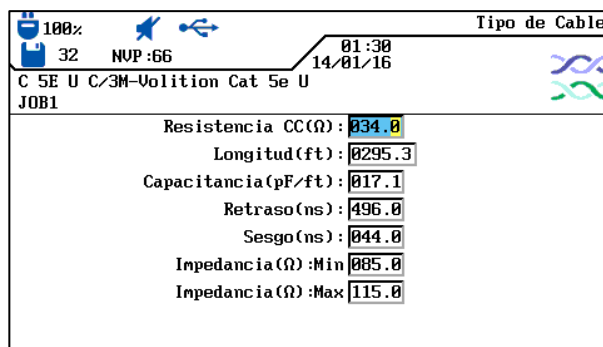 100% Tipo de Cable
32 NVP:66 01:30
14/01/16
C 5E U C/3M-Volition Cat 5e U
JOB1
Resistencia CC(Ω): 034.0
Longitud(ft): 0295.3
Capacitancia(pF/ft): 017.1
Retraso(ns): 496.0
Sesgo(ns): 044.0
Impedancia(Ω):Min 085.0
Impedancia(Ω):Max 115.0